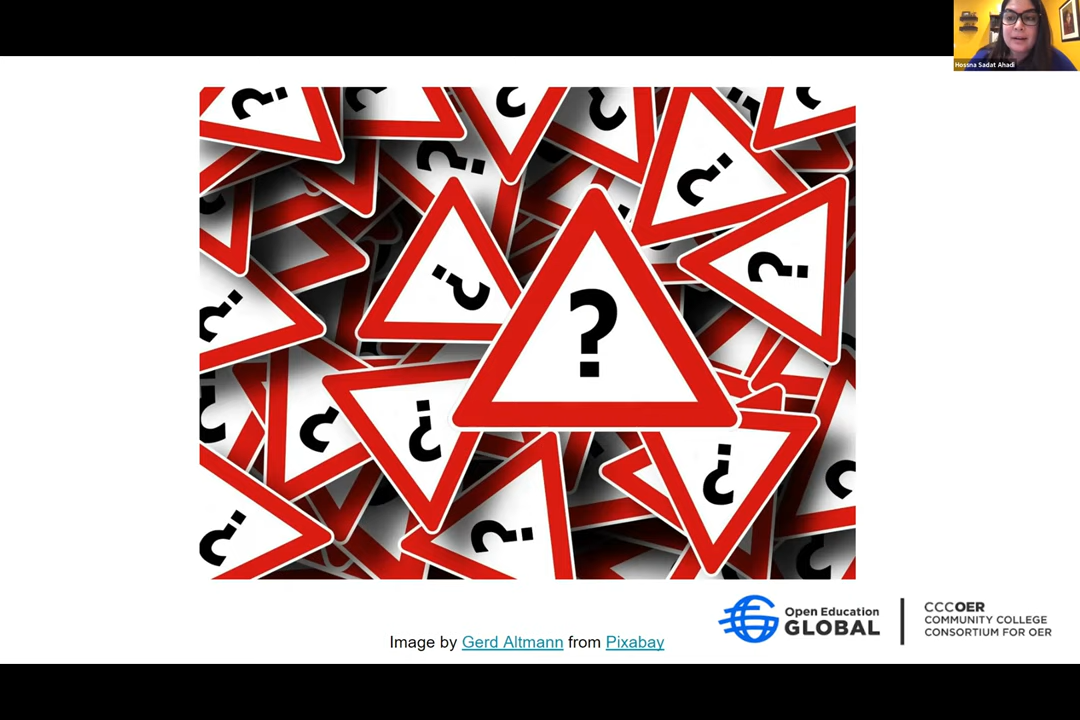 Hossna Sadat Ahadi
?
Open Education
GLOBAL
CCCOER
COMMUNITY COLLEGE
CONSORTIUM FOR OER
Image by Gerd Altmann from Pixabay